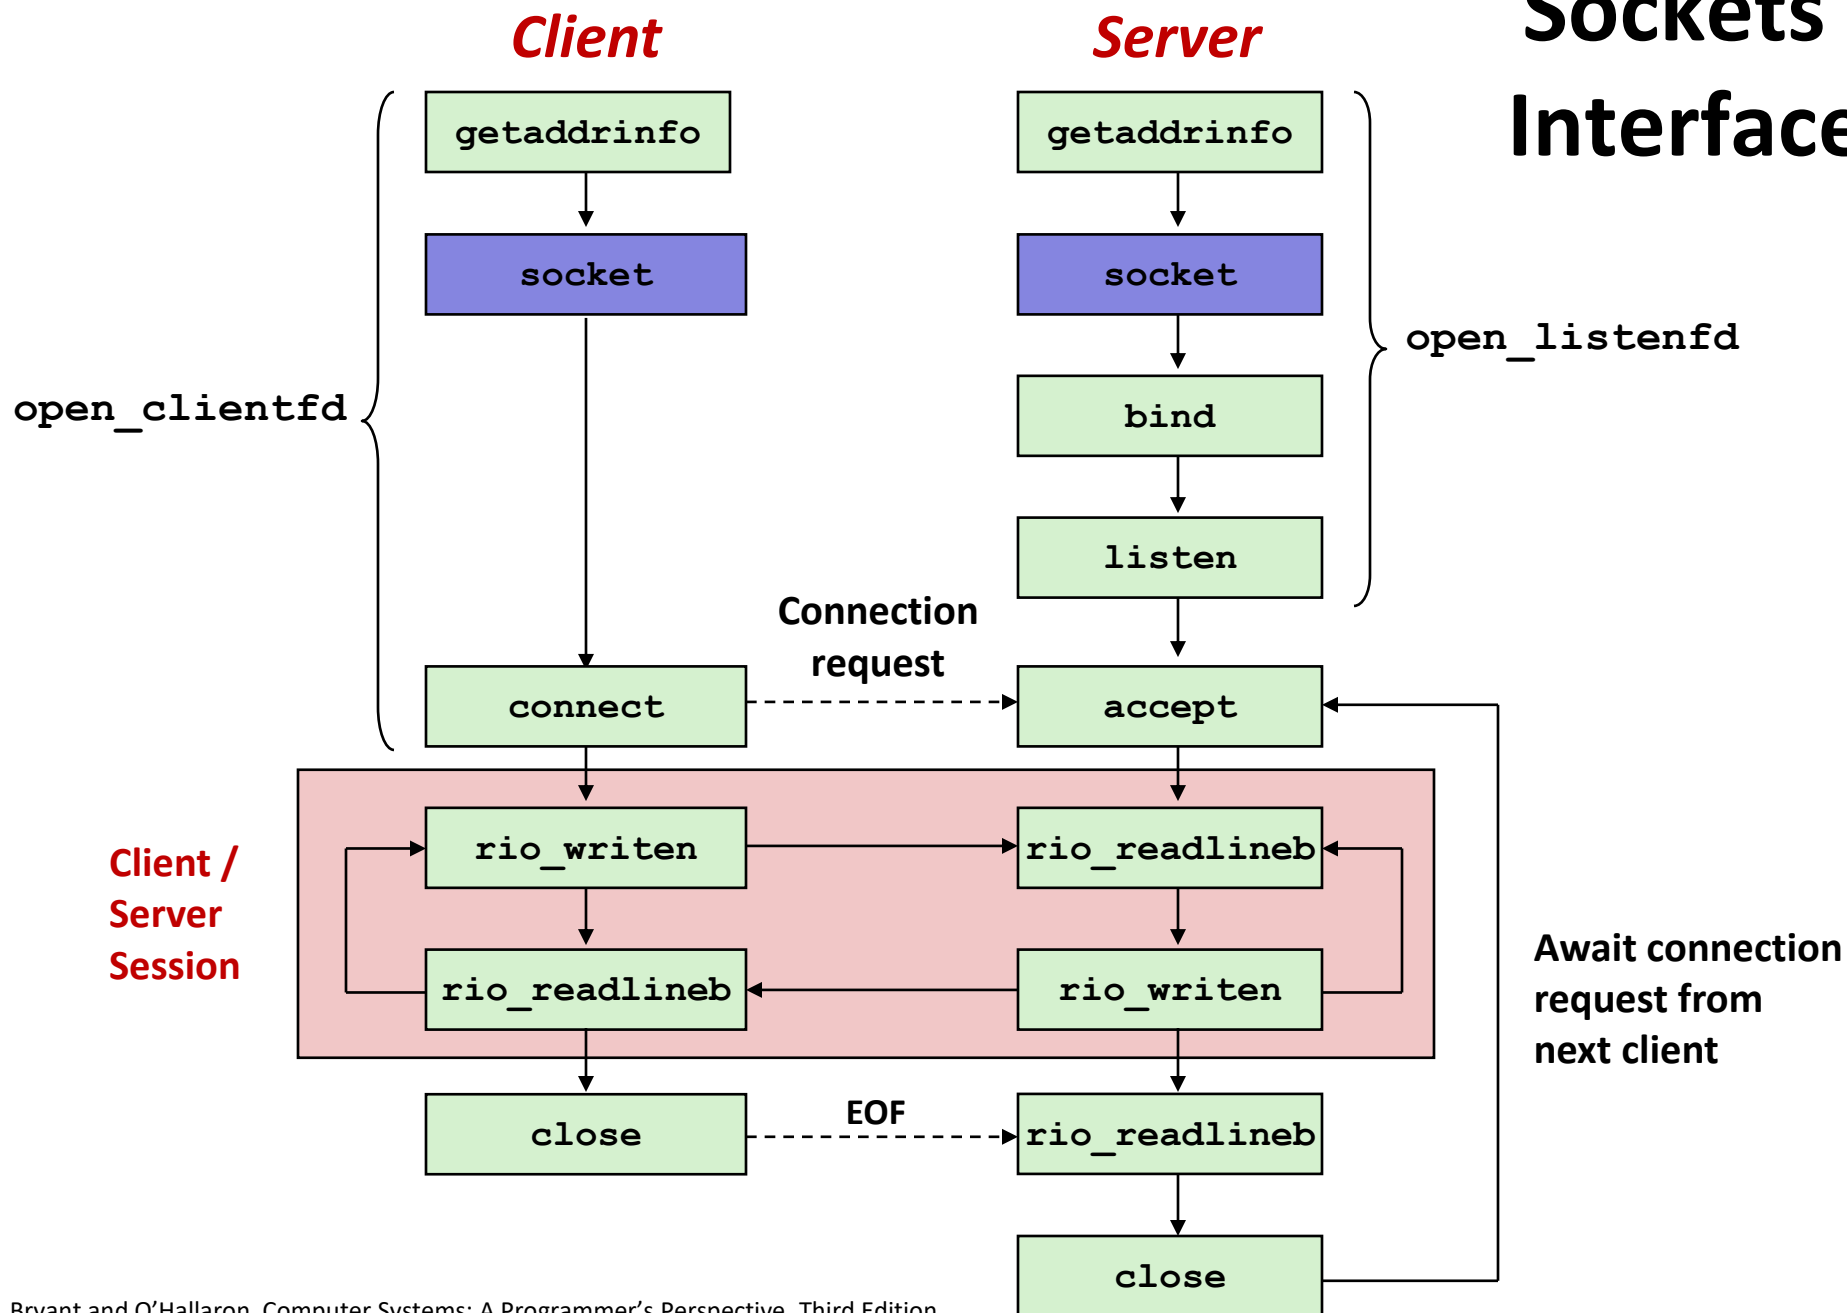 Client
Server
Sockets
Interface
getaddrinfo
getaddrinfo
socket
socket
open_listenfd
open_clientfd
bind
listen
Connection
request
connect
accept
Client /
Server
Session
rio_writen
rio_readlineb
rio_readlineb
rio_writen
Await connection
request from
next client
close
EOF
rio_readlineb
close
Bryant and O'Hallaron, Computer Systems: A Programmer's Perspective, Third Edition